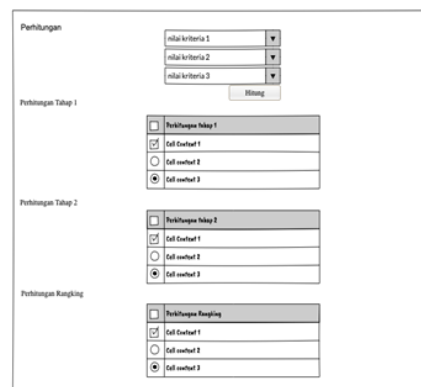 Perhitungan
nilai kriteria 1
nilai kriteria 2
nilai kriteria 3
Hitung
Perhitungan Tahap 1
Perhitungan tahap 1
Cell Content 1
Cell content 2
Cell content 3
Perhitungan Tahap 2
Perhitungan tahap 2
Cell Content 1
Cell content 2
Cell content 3
Perhitungan Rangking
Perhitungan Rangking
Cell Content 1
Cell content 2
Cell content 3